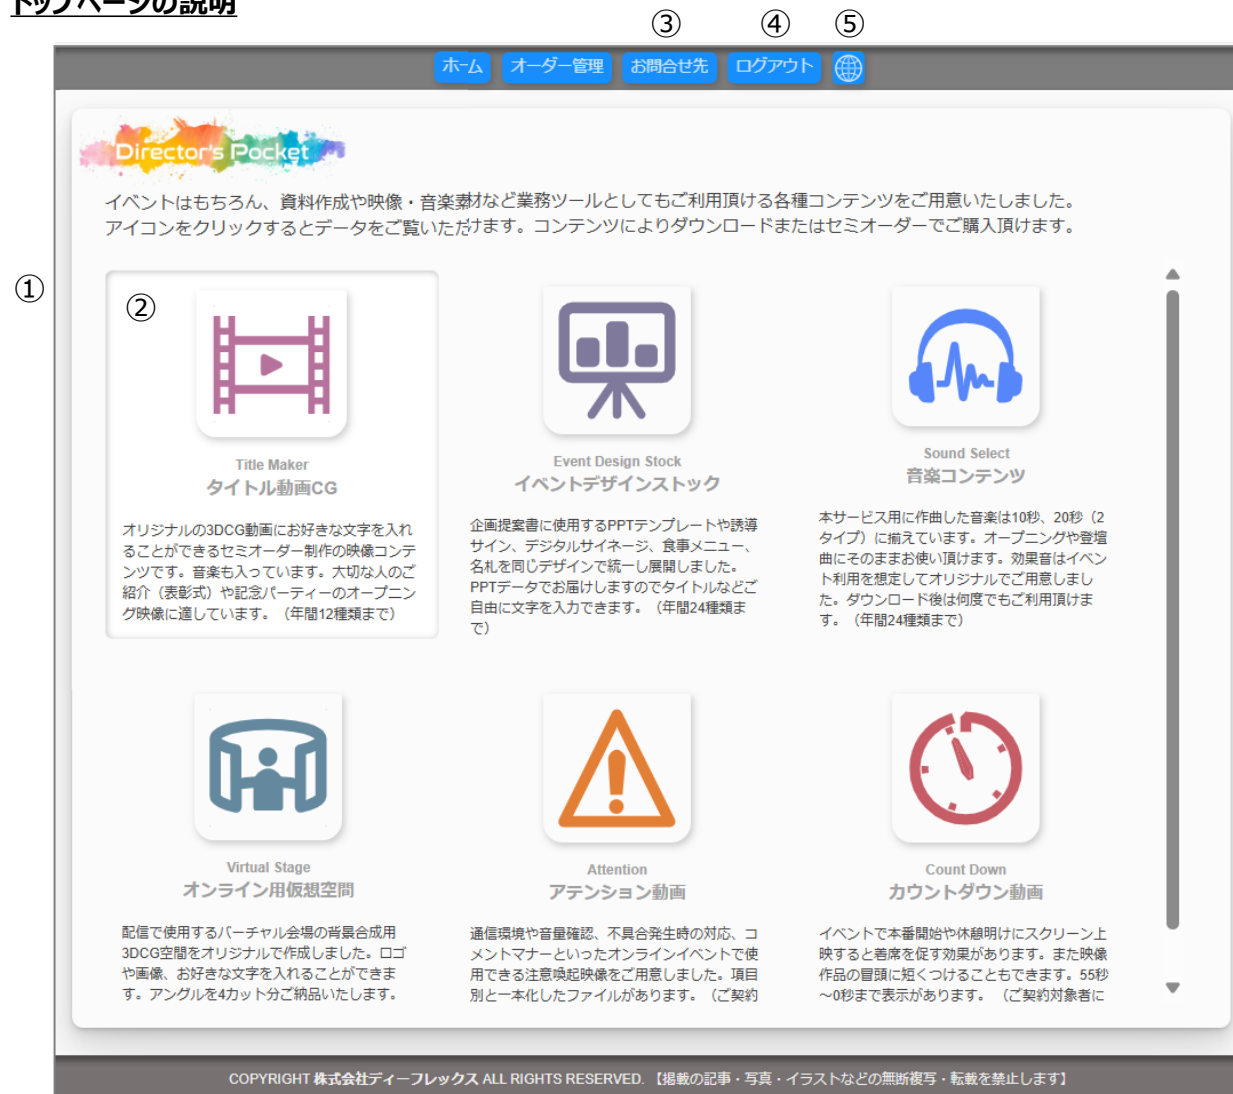 トップページの説明
③ ④ ⑤
ホーム オーダー管理 お問合せ先 ログアウト
Director's Pocket
イベントはもちろん、資料作成や映像・音楽素材など業務ツールとしてもご利用頂ける各種コンテンツをご用意いたしました。
アイコンをクリックするとデータをご覧いただけます。コンテンツによりダウンロードまたはセミオーダーでご購入頂けます。
①
②
Title Maker
タイトル動画CG
オリジナルの3DCG動画にお好きな文字を入れ
ることができるセミオーダー制作の映像コンテ
ンツです。音楽も入っています。大切な人のご
紹介（表彰式）や記念パーティーのオープニン
グ映像に適しています。（年間12種類まで）
Event Design Stock
イベントデザインストック
企画提案書に使用するPPTテンプレートや誘導
サイン、デジタルサイネージ、食事メニュー、
名札を同じデザインで統一し展開しました。
PPTデータでお届けしますのでタイトルなどご
自由に文字を入力できます。（年間24種類ま
で）
Sound Select
音楽コンテンツ
本サービス用に作曲した音楽は10秒、20秒（2
タイプ）に揃えています。オープニングや登壇
曲にそのままお使い頂けます。効果音はイベン
ト利用を想定してオリジナルでご用意しまし
た。ダウンロード後は何度でもご利用頂けま
す。（年間24種類まで）
Virtual Stage
オンライン用仮想空間
配信で使用するバーチャル会場の背景合成用
3DCG空間をオリジナルで作成しました。ロゴ
や画像、お好きな文字を入れることができま
す。アングルを4カット分ご納品いたします。
Attention
アテンション動画
通信環境や音量確認、不具合発生時の対応、コ
メントマナーといったオンラインイベントで使
用できる注意喚起映像をご用意しました。項目
別と一本化したファイルがあります。（ご契約
Count Down
カウントダウン動画
イベントで本番開始や休憩明けにスクリーン上
映すると着席を促す効果があります。また映像
作品の冒頭に短くつけることもできます。55秒
～0秒まで表示があります。（ご契約対象者に
COPYRIGHT 株式会社ディーフレックス ALL RIGHTS RESERVED. 【掲載の記事・写真・イラストなどの無断複写・転載を禁止します】